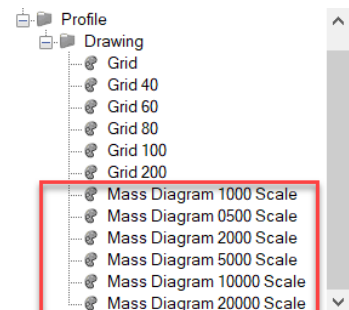 Profile
Drawing
Grid
Grid 40
Grid 60
Grid 80
Grid 100
Grid 200
Mass Diagram 1000 Scale
Mass Diagram 0500 Scale
Mass Diagram 2000 Scale
Mass Diagram 5000 Scale
Mass Diagram 10000 Scale
Mass Diagram 20000 Scale